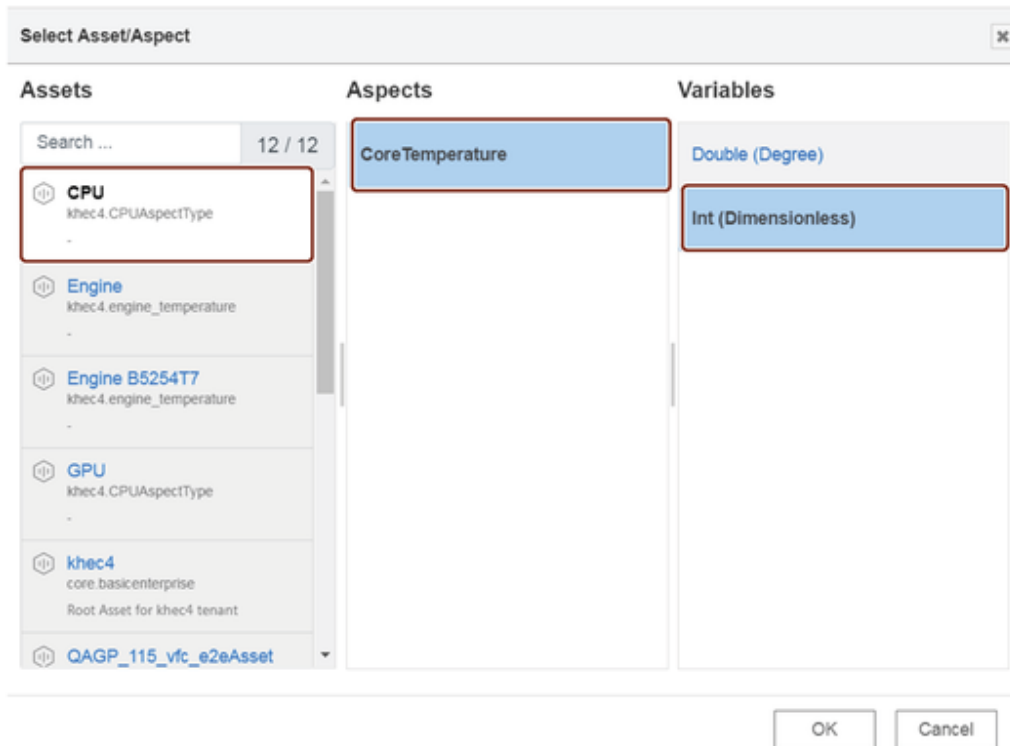 Select Asset/Aspect
Assets
Aspects
Variables
Search ...
12 / 12
CPU
khec4.CPUAspectType
-
Engine
khec4.engine_temperature
-
Engine B5254T7
khec4.engine_temperature
-
GPU
khec4.CPUAspectType
-
khec4
core.basicenterprise
Root Asset for khec4 tenant
QAGP_115_vfc_e2eAsset
CoreTemperature
Double (Degree)
Int (Dimensionless)
OK
Cancel